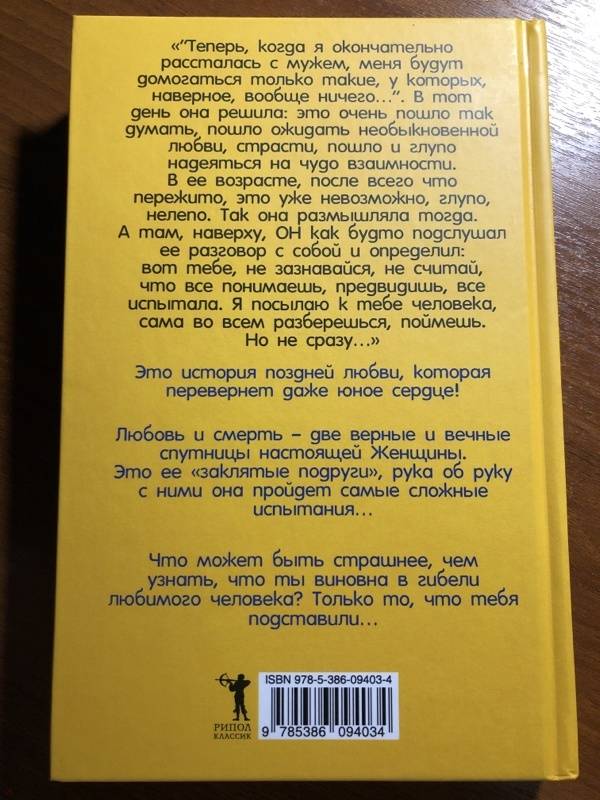 «"Теперь, когда я окончательно
рассталась с мужем, меня будут
домогаться только такие, у которых,
наверное, вообще ничего...". В тот
день она решила: это очень пошло так
думать, пошло ожидать необыкновенной
любви, страсти, пошло и глупо
надеяться на чудо взаимности.
В ее возрасте, после всего что
пережито, это уже невозможно, глупо,
нелепо. Так она размышляла тогда.
А там, наверху, ОН как будто подслушал
ее разговор с собой и определил:
вот тебе, не зазнавайся, не считай,
что все понимаешь, предвидишь, все
испытала. Я посылаю к тебе человека,
сама во всем разберешься, поймешь.
Но не сразу...»
Это история поздней любви, которая
перевернет даже юное сердце!
Любовь и смерть – две верные и вечные
спутницы настоящей Женщины.
Это ее «заклятые подруги», рука об руку
с ними она пройдет самые сложные
испытания...
Что может быть страшнее, чем
узнать, что ты виновна в гибели
любимого человека? Только то, что тебя
подставили...
РИПОЛ
КЛАССИК
ISBN 978-5-386-09403-4
9 785386 094034